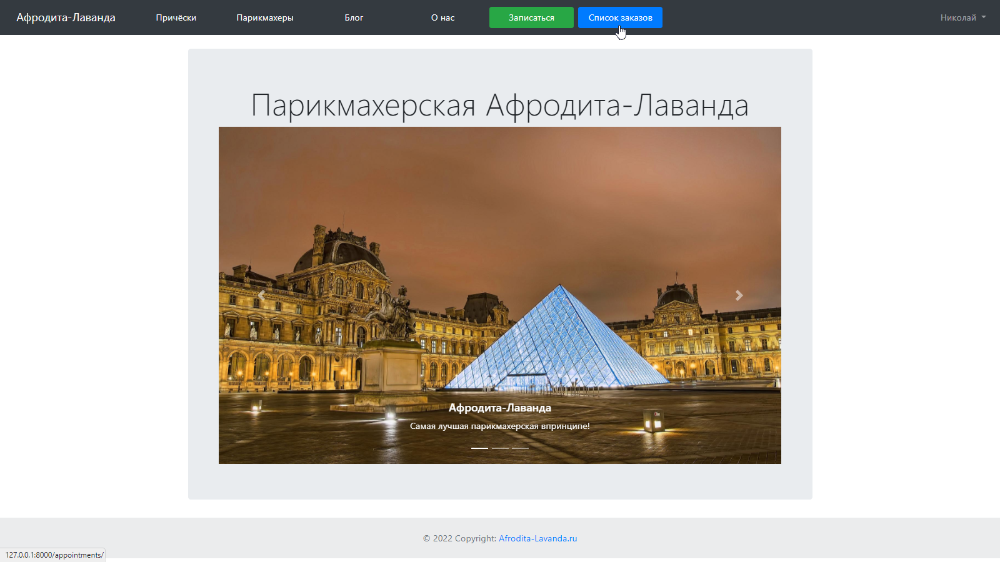 Афродита-Лаванда
Причёски
Парикмахеры
Блог
О нас
Записаться
Список заказов
Николай
Парикмахерская Афродита-Лаванда
Афродита-Лаванда
Самая лучшая парикмахерская впринципе!
© 2022 Copyright: Afrodita-Lavanda.ru
127.0.0.1:8000/appointments/